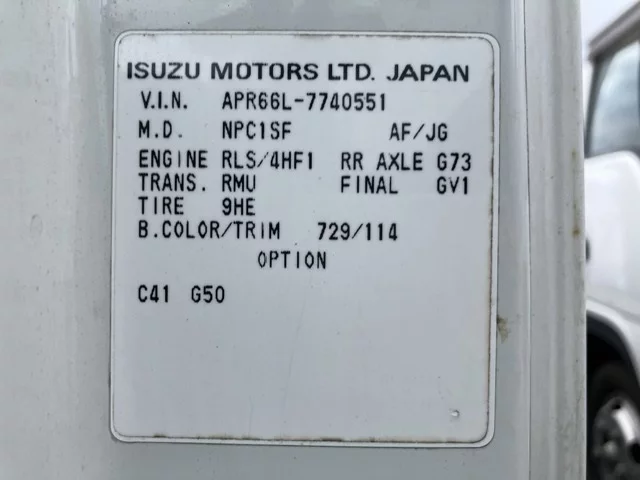 ISUZU MOTORS LTD. JAPAN
V.I.N. APR66L-7740551
M.D. NPC1SF AF/JG
ENGINE RLS/4HF1 RR AXLE G73
TRANS. RMU FINAL GV1
TIRE 9HE
B.COLOR/TRIM 729/114
OPTION
C41 G50